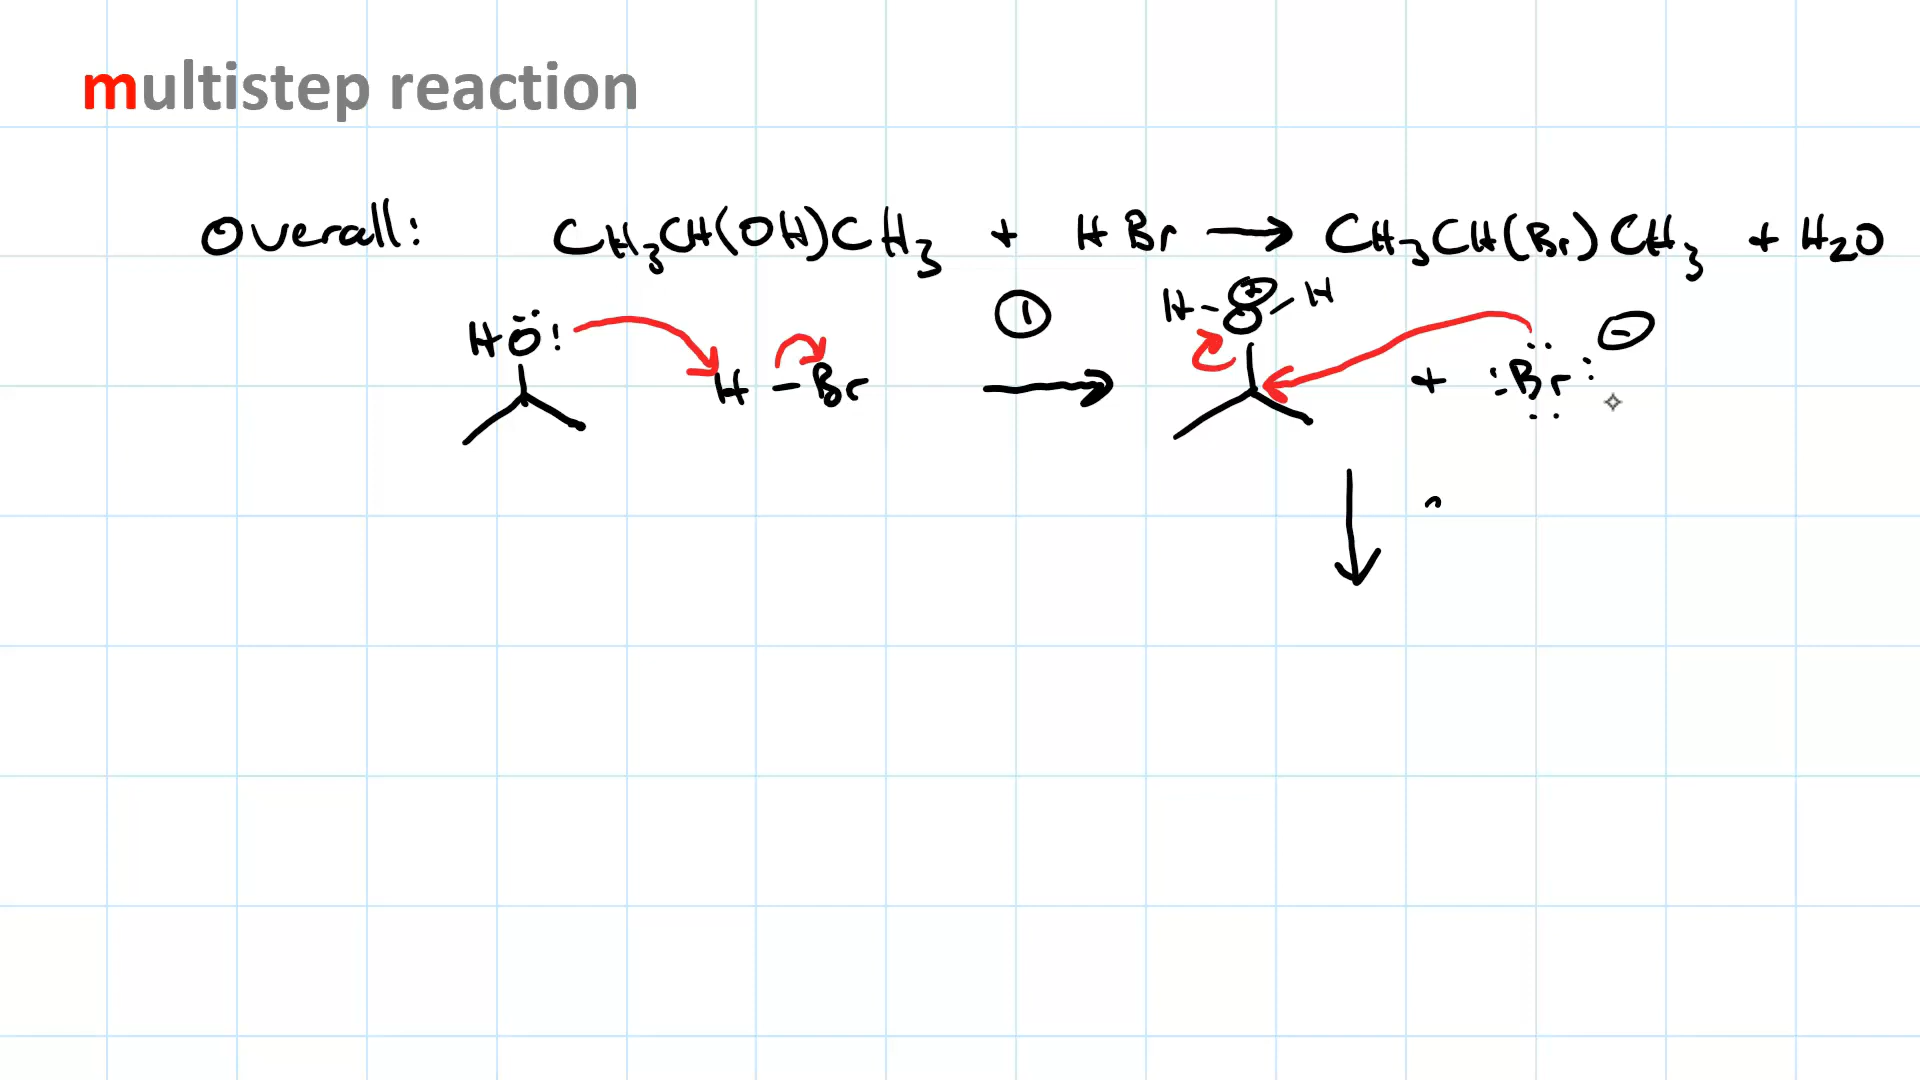 multistep reaction
Overall: CH₃CH(OH)CH₃ + HBr → CH₃CH(Br)CH₃ + H₂O
HÖ: H–Br ① → H–O⊕–H + :Br: ⊖